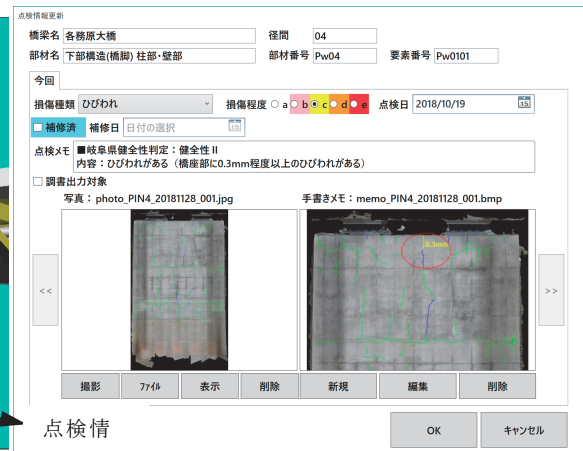 点検情報更新
橋梁名 各務原大橋 径間 04
部材名 下部構造(橋脚) 柱部・壁部 部材番号 Pw04 要素番号 Pw0101
今回
損傷種類 ひびわれ 損傷程度 a b c d e 点検日 2018/10/19 15
補修済 補修日 日付の選択 15
点検メモ ■岐阜県健全性判定：健全性Ⅱ
内容：ひびわれがある（橋座部に0.3mm程度以上のひびわれがある）
調書出力対象
写真：photo_PIN4_20181128_001.jpg 手書きメモ：memo_PIN4_20181128_001.bmp
0.3mm
<< >>
撮影 ファイル 表示 削除 新規 編集 削除
点検情
OK キャンセル